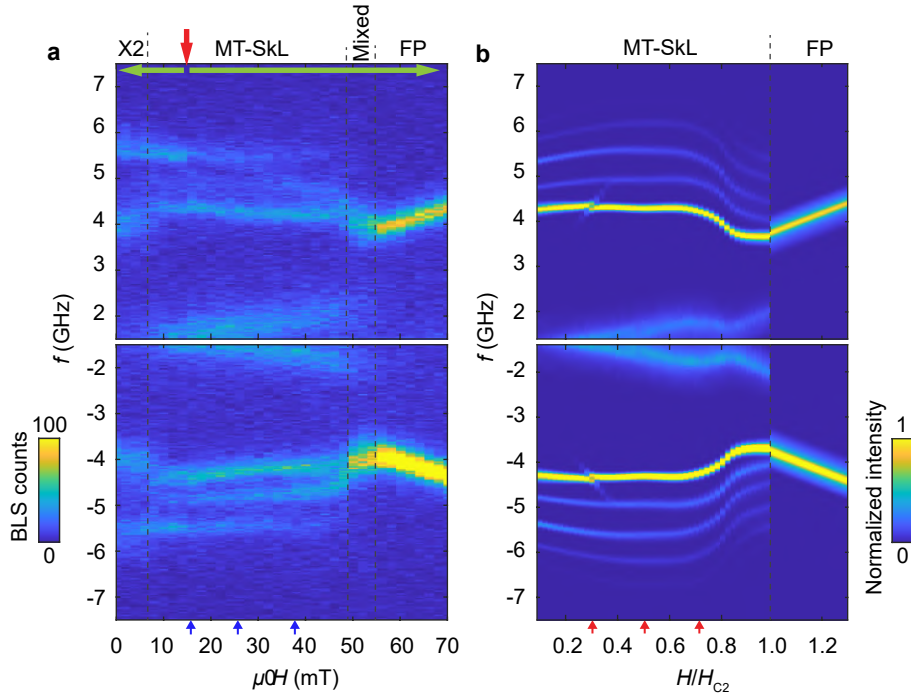 a
X2
MT-SkL
Mixed
FP
7
6
5
4
3
2
-2
-3
-4
-5
-6
-7
f (GHz)
f (GHz)
BLS counts
100
0
0 10 20 30 40 50 60 70
μ0H (mT)
b
MT-SkL
FP
7
6
5
4
3
2
-2
-3
-4
-5
-6
-7
f (GHz)
f (GHz)
0.2 0.4 0.6 0.8 1.0 1.2
H/HC2
Normalized intensity
1
0